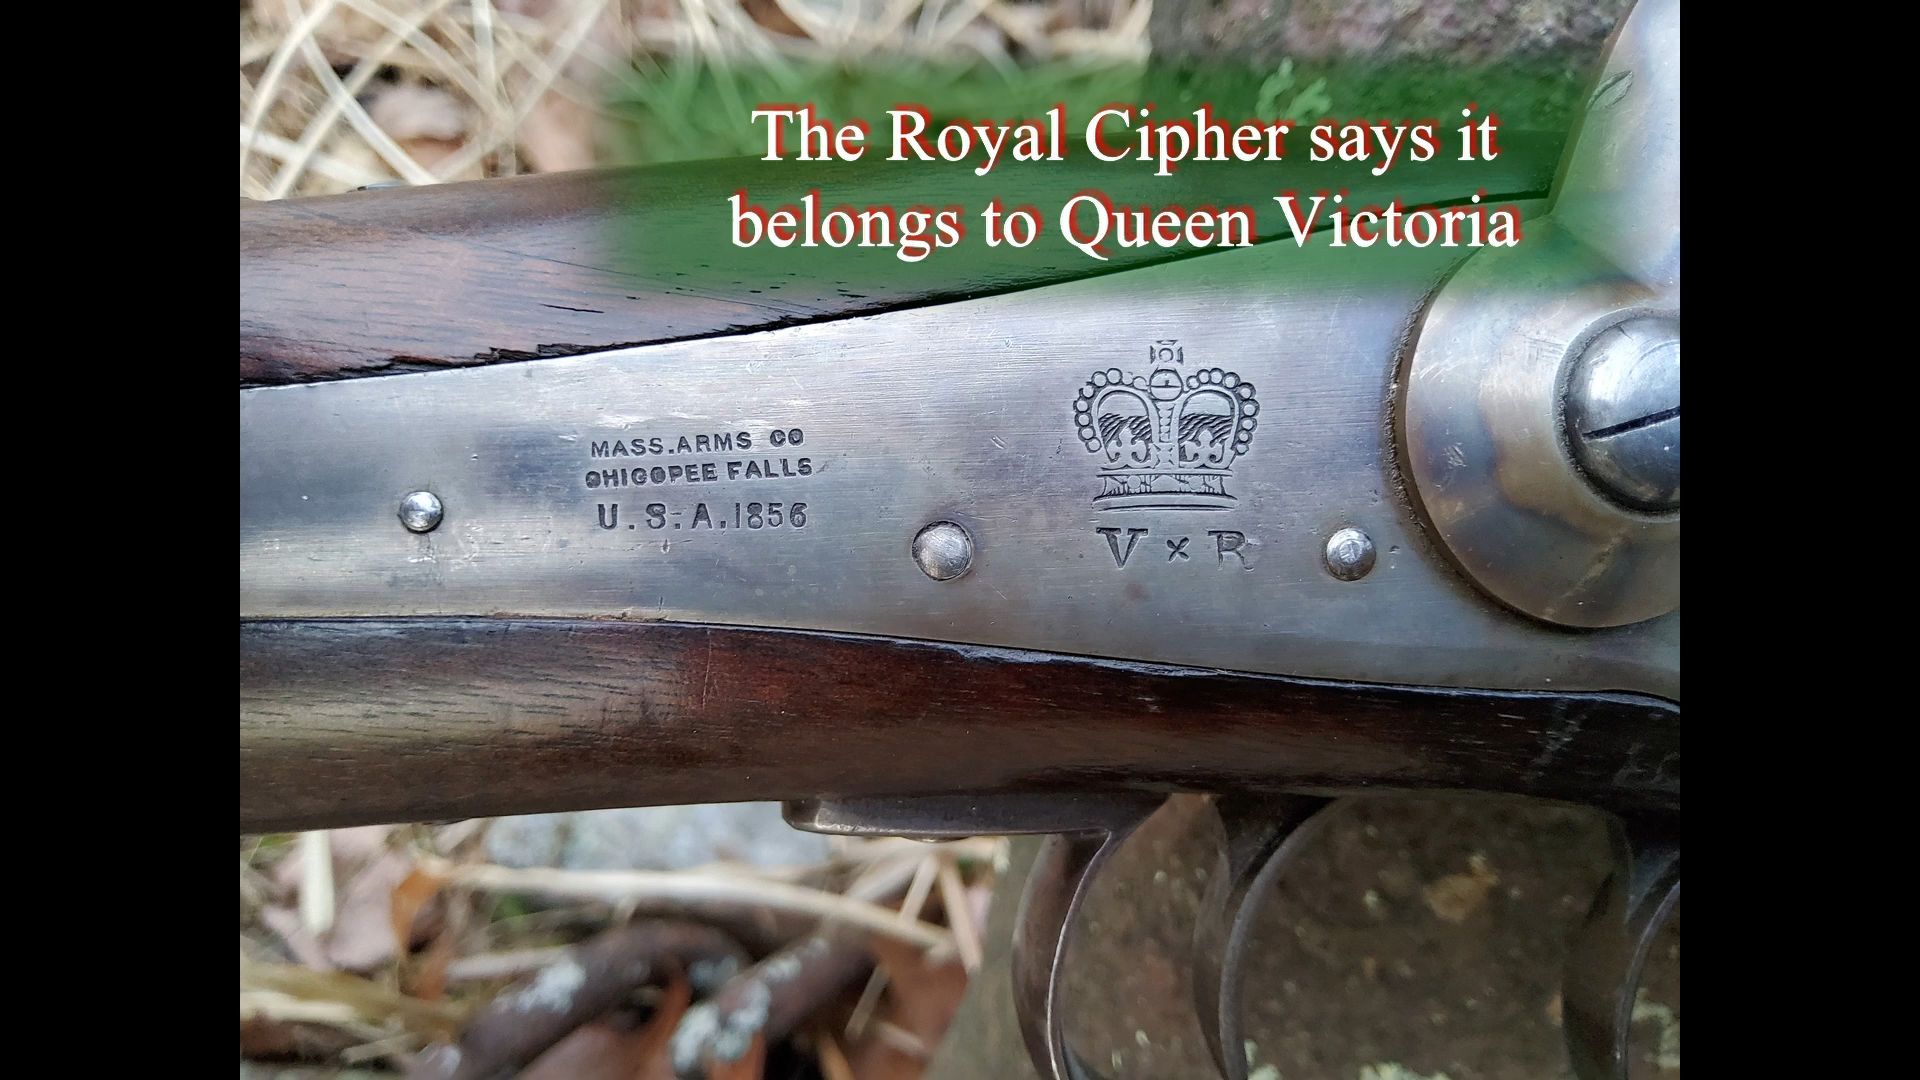 The Royal Cipher says it
belongs to Queen Victoria
MASS.ARMS CO
CHICOPEE FALLS
U.S.A.1856
V x R